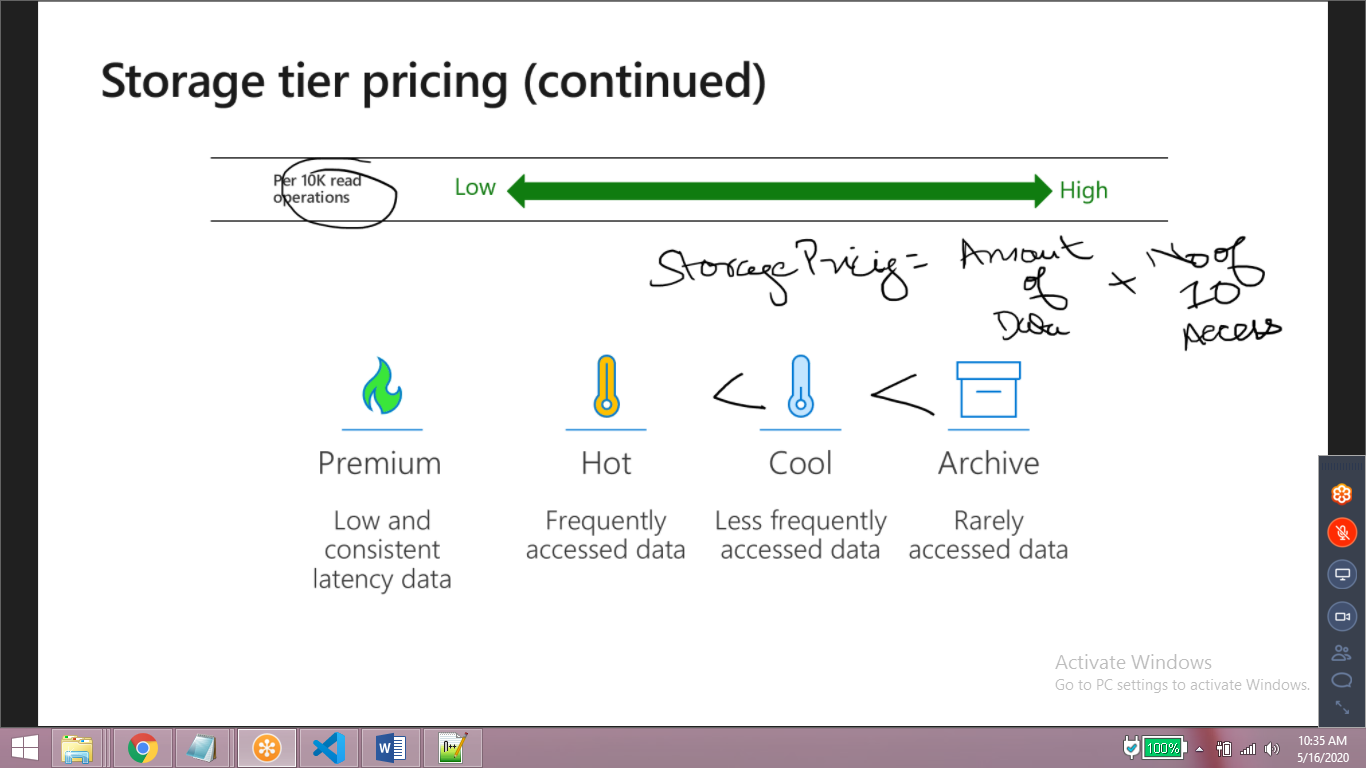 Storage tier pricing (continued)
Per 10K read
operations
Low
High
Storage Pricig = Amount of Data × No of 10 Access
< <
Premium
Hot
Cool
Archive
Low and
consistent
latency data
Frequently
accessed data
Less frequently
accessed data
Rarely
accessed data
Activate Windows
Go to PC settings to activate Windows.
100%
10:35 AM
5/16/2020